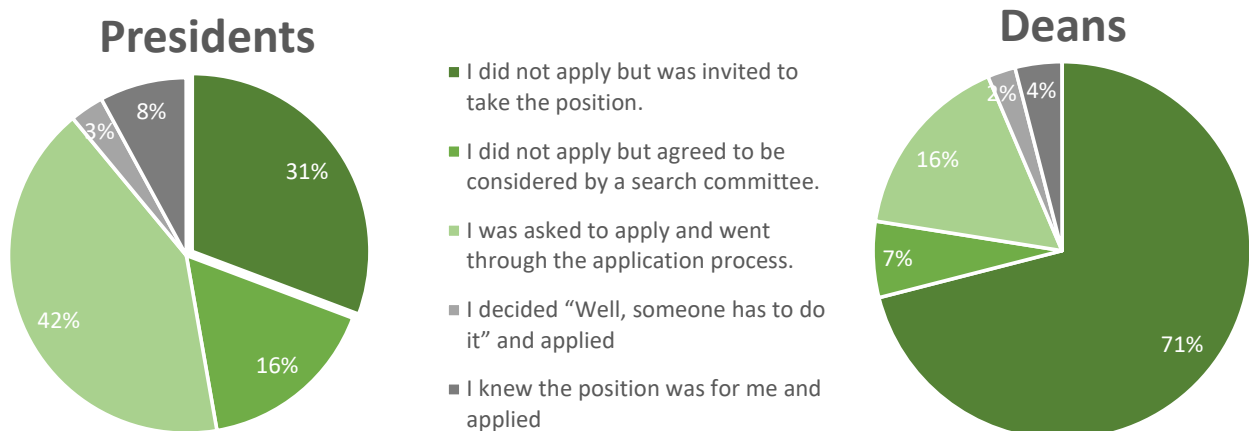 Presidents
8%
3%
31%
42%
16%
I did not apply but was invited to
take the position.
I did not apply but agreed to be
considered by a search committee.
I was asked to apply and went
through the application process.
I decided “Well, someone has to do
it” and applied
I knew the position was for me and
applied
Deans
2%
4%
16%
7%
71%